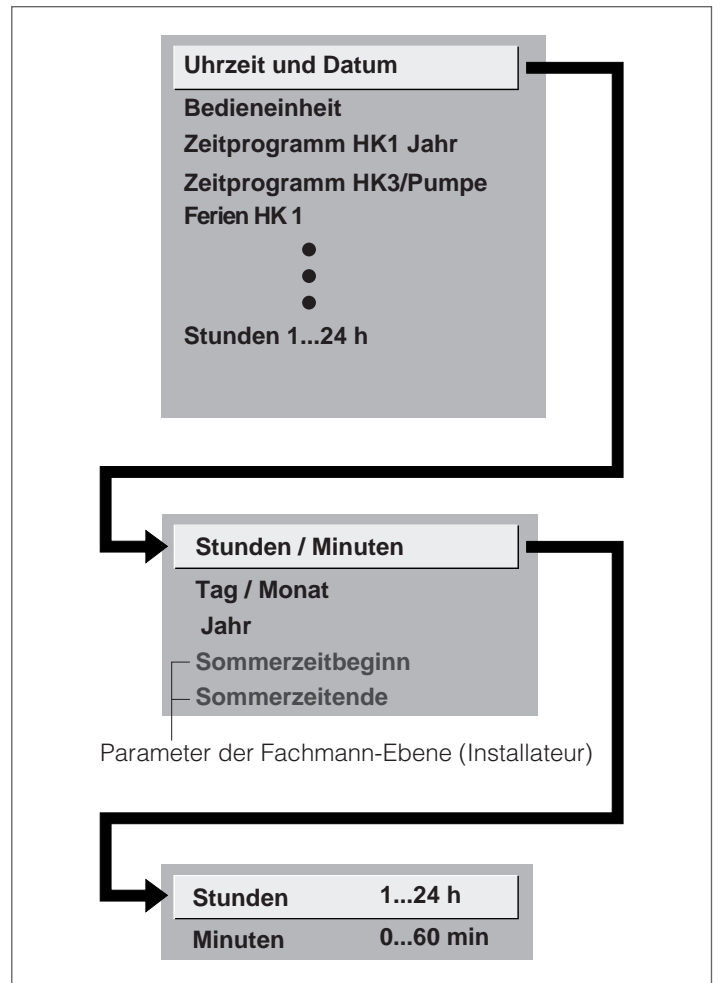 Uhrzeit und Datum
Bedieneinheit
Zeitprogramm HK1 Jahr
Zeitprogramm HK3/Pumpe
Ferien HK 1
Stunden 1...24 h
Stunden / Minuten
Tag / Monat
Jahr
Sommerzeitbeginn
Sommerzeitende
Parameter der Fachmann-Ebene (Installateur)
Stunden 1...24 h
Minuten 0...60 min